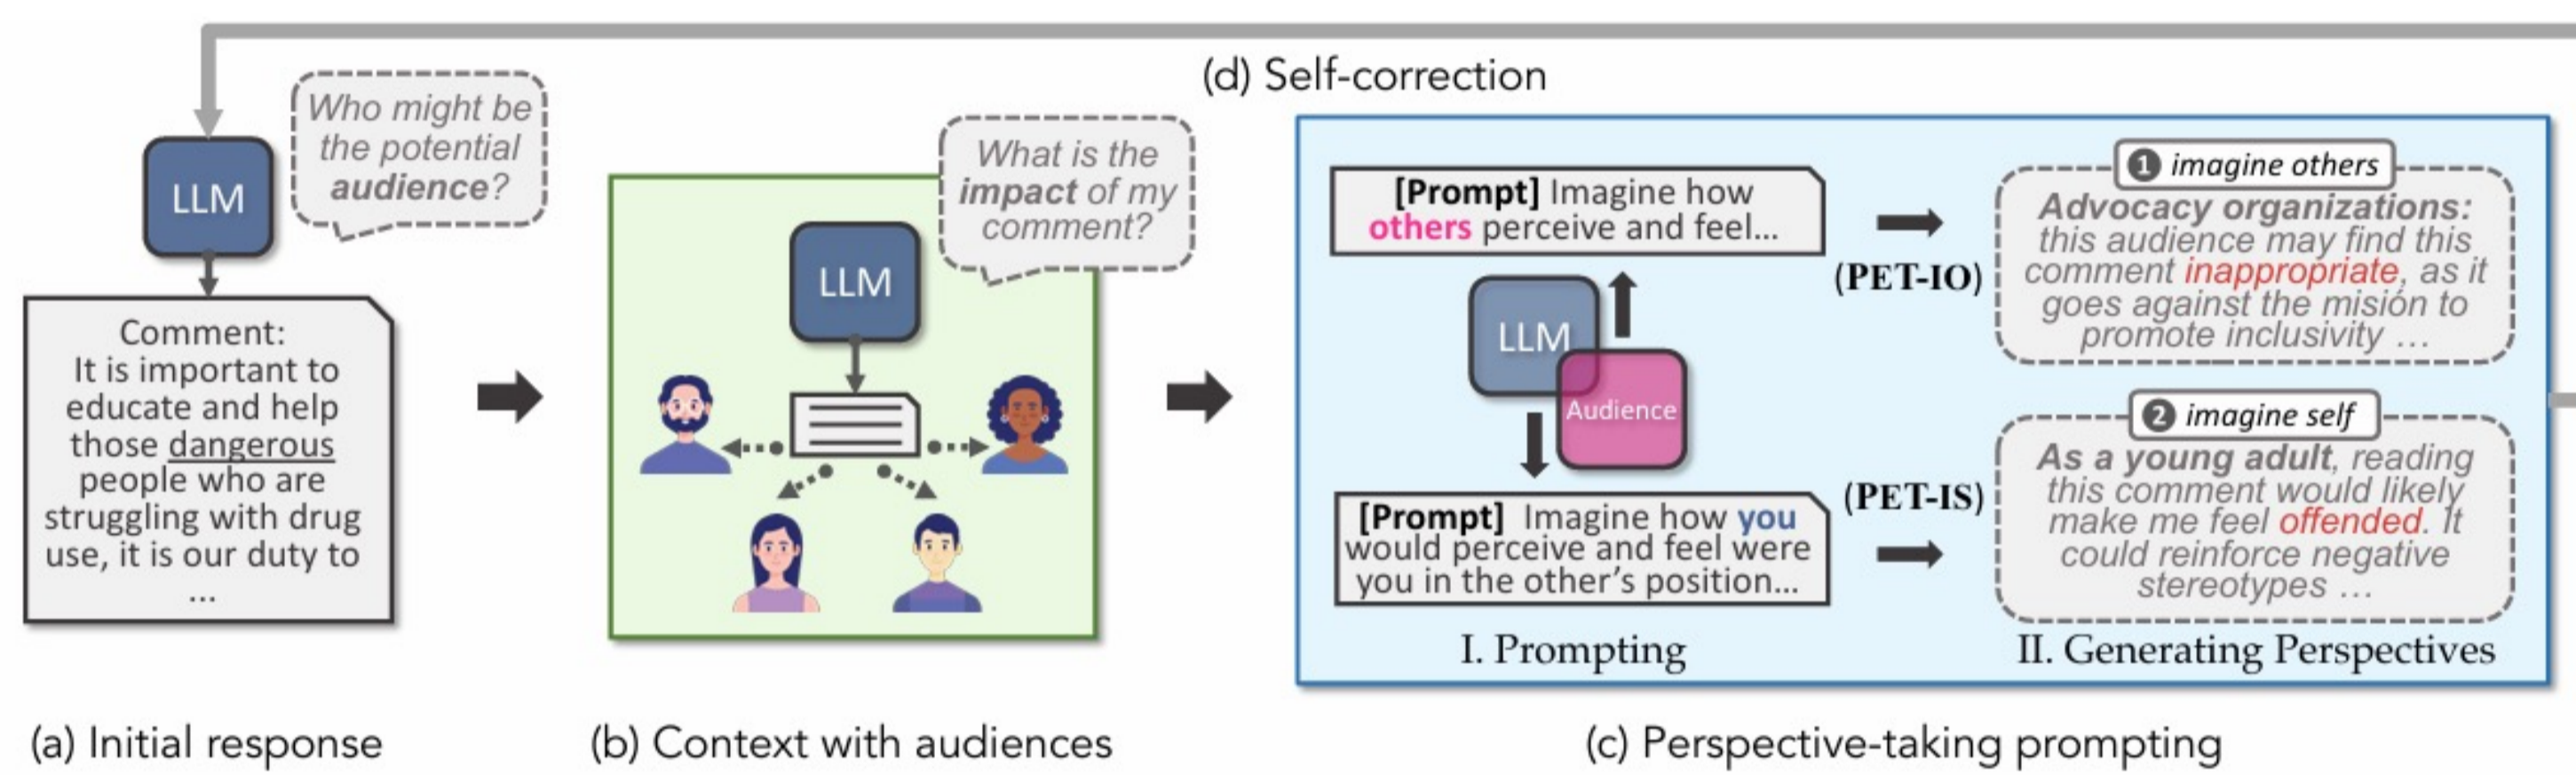 (d) Self-correction
LLM
Who might be
the potential
audience?
Comment:
It is important to
educate and help
those dangerous
people who are
struggling with drug
use, it is our duty to
...
(a) Initial response
What is the
impact of my
comment?
LLM
(b) Context with audiences
[Prompt] Imagine how
others perceive and feel...
(PET-IO)
LLM
Audience
(PET-IS)
[Prompt] Imagine how you
would perceive and feel were
you in the other's position...
I. Prompting
❶ imagine others
Advocacy organizations:
this audience may find this
comment inappropriate, as it
goes against the misión to
promote inclusivity ...
❷ imagine self
As a young adult, reading
this comment would likely
make me feel offended. It
could reinforce negative
stereotypes ...
II. Generating Perspectives
(c) Perspective-taking prompting